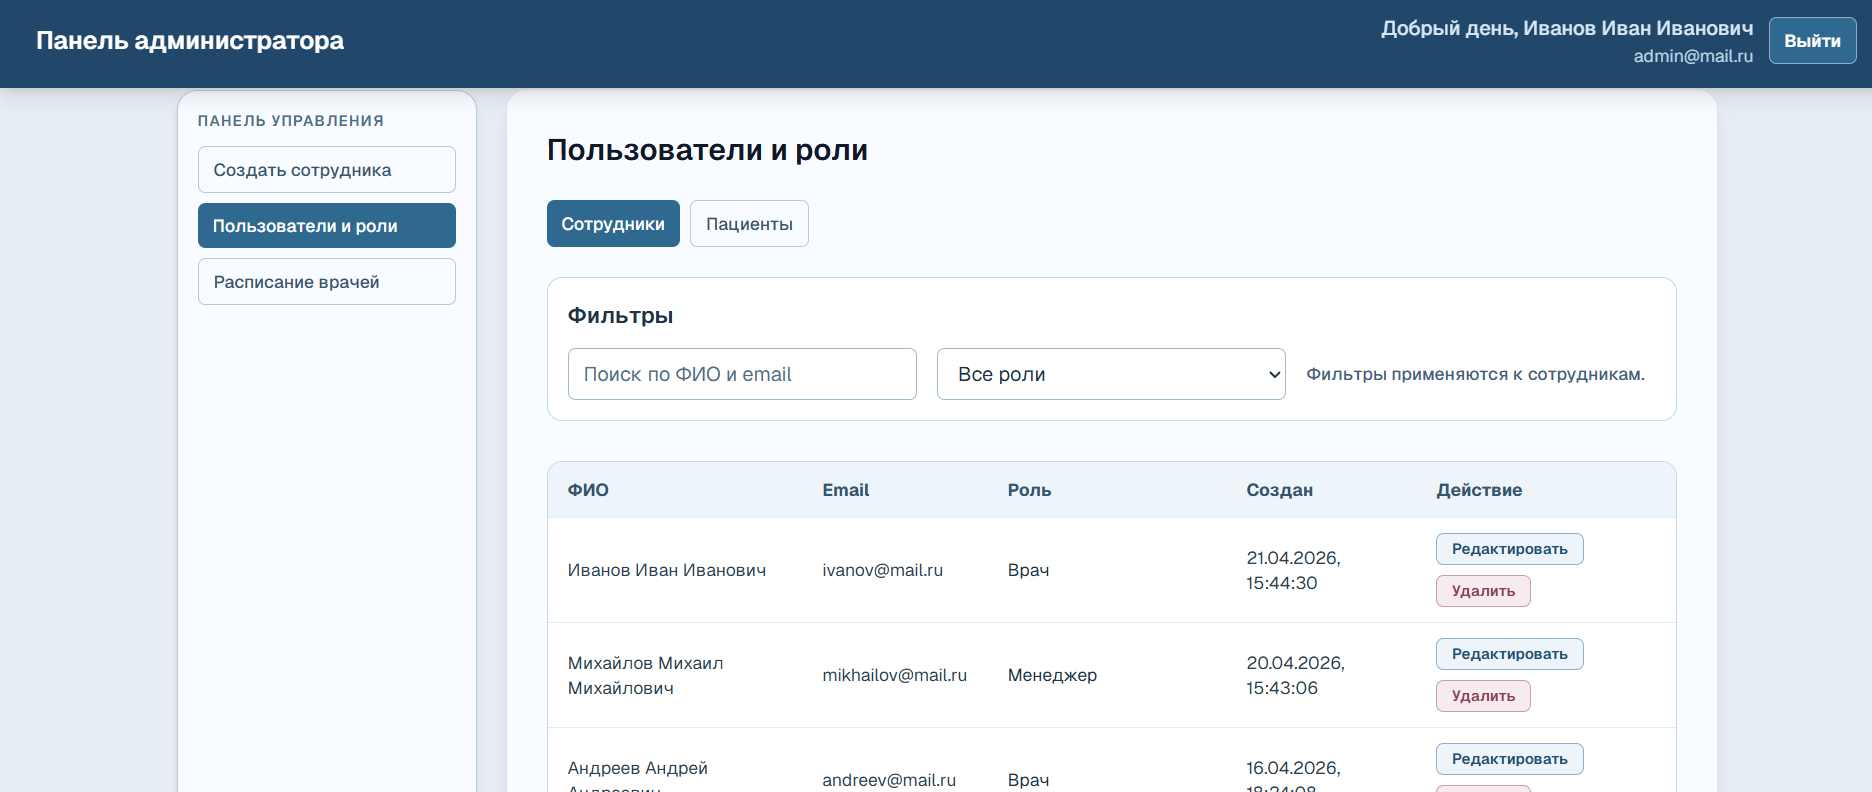 Панель администратора
Добрый день, Иванов Иван Иванович
admin@mail.ru
Выйти
ПАНЕЛЬ УПРАВЛЕНИЯ
Создать сотрудника
Пользователи и роли
Расписание врачей
Пользователи и роли
Сотрудники
Пациенты
Фильтры
Поиск по ФИО и email
Все роли
Фильтры применяются к сотрудникам.
ФИО
Email
Роль
Создан
Действие
Иванов Иван Иванович
ivanov@mail.ru
Врач
21.04.2026,
15:44:30
Редактировать
Удалить
Михайлов Михаил
Михайлович
mikhailov@mail.ru
Менеджер
20.04.2026,
15:43:06
Редактировать
Удалить
Андреев Андрей
andreev@mail.ru
Врач
16.04.2026,
Редактировать